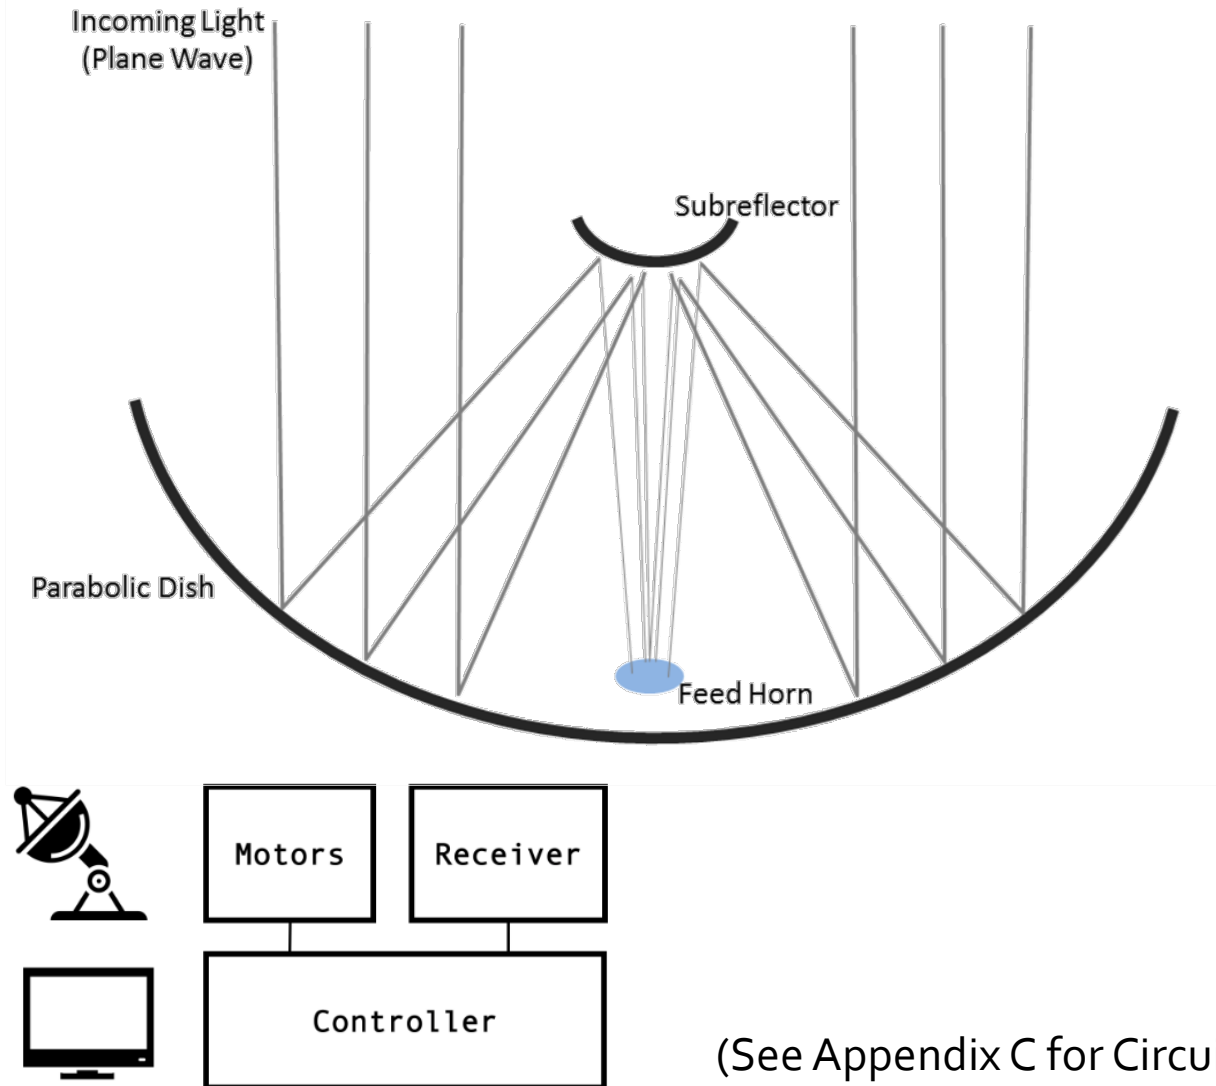 Incoming Light
(Plane Wave)
Subreflector
Parabolic Dish
Feed Horn
Motors
Receiver
Controller
(See Appendix C for Circu